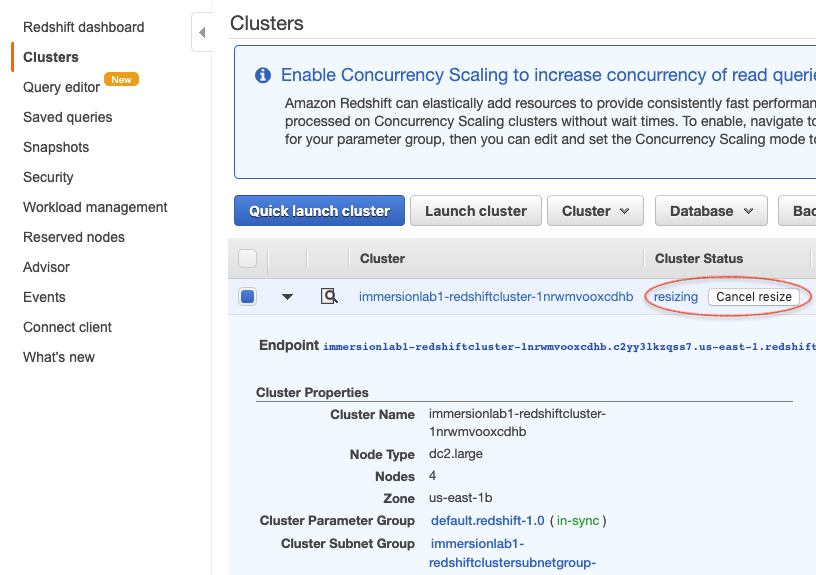 Redshift dashboard
Clusters
Query editor New
Saved queries
Snapshots
Security
Workload management
Reserved nodes
Advisor
Events
Connect client
What's new
Clusters
Enable Concurrency Scaling to increase concurrency of read querie
Amazon Redshift can elastically add resources to provide consistently fast performan
processed on Concurrency Scaling clusters without wait times. To enable, navigate to
for your parameter group, then you can edit and set the Concurrency Scaling mode to
Quick launch cluster Launch cluster Cluster Database Bac
Cluster Cluster Status
immersionlab1-redshiftcluster-1nrwmvooxcdhb resizing Cancel resize
Endpoint immersionlab1-redshiftcluster-1nrwmvooxcdhb.c2yy3lkzqss7.us-east-1.redshift
Cluster Properties
Cluster Name immersionlab1-redshiftcluster-
1nrwmvooxcdhb
Node Type dc2.large
Nodes 4
Zone us-east-1b
Cluster Parameter Group default.redshift-1.0 ( in-sync )
Cluster Subnet Group immersionlab1-
redshiftclustersubnetgroup-